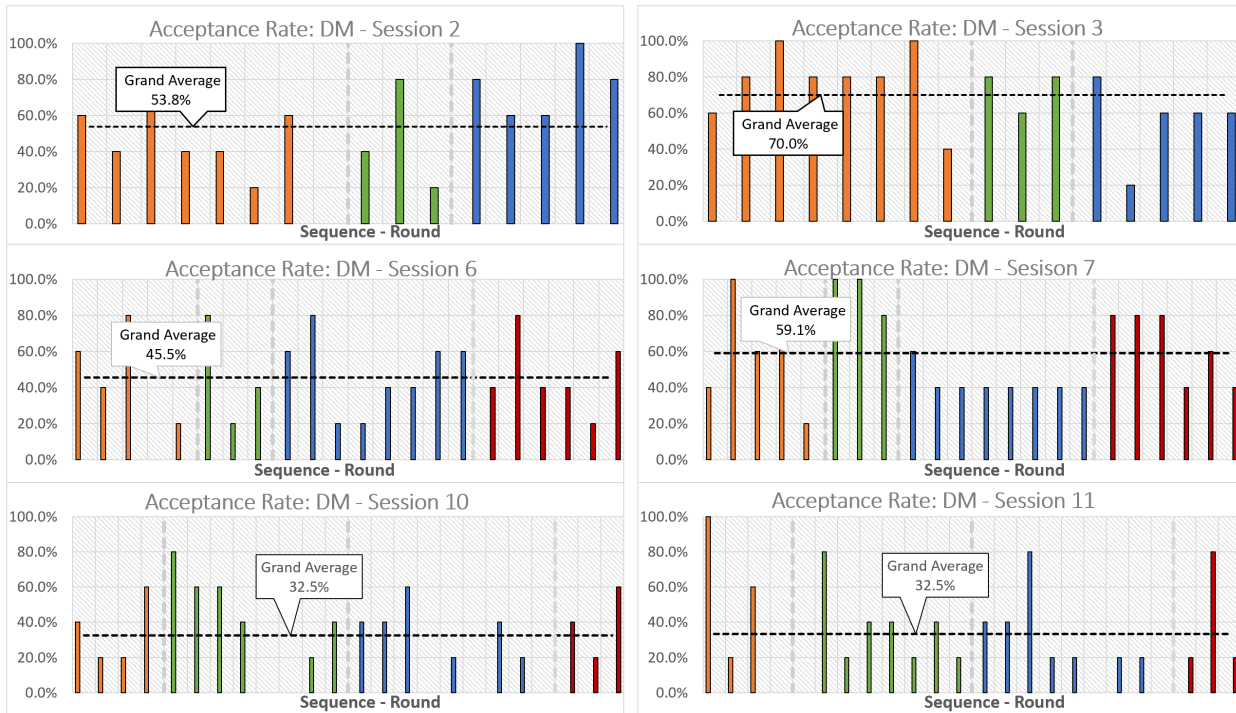 Acceptance Rate: DM - Session 2
100.0%
80.0%
60.0%
40.0%
20.0%
0.0%
Grand Average
53.8%
Sequence - Round
Acceptance Rate: DM - Session 3
100.0%
80.0%
60.0%
40.0%
20.0%
0.0%
Grand Average
70.0%
Sequence - Round
Acceptance Rate: DM - Session 6
100.0%
80.0%
60.0%
40.0%
20.0%
0.0%
Grand Average
45.5%
Sequence - Round
Acceptance Rate: DM - Sesison 7
100.0%
80.0%
60.0%
40.0%
20.0%
0.0%
Grand Average
59.1%
Sequence - Round
Acceptance Rate: DM - Session 10
100.0%
80.0%
60.0%
40.0%
20.0%
0.0%
Grand Average
32.5%
Sequence - Round
Acceptance Rate: DM - Session 11
100.0%
80.0%
60.0%
40.0%
20.0%
0.0%
Grand Average
32.5%
Sequence - Round